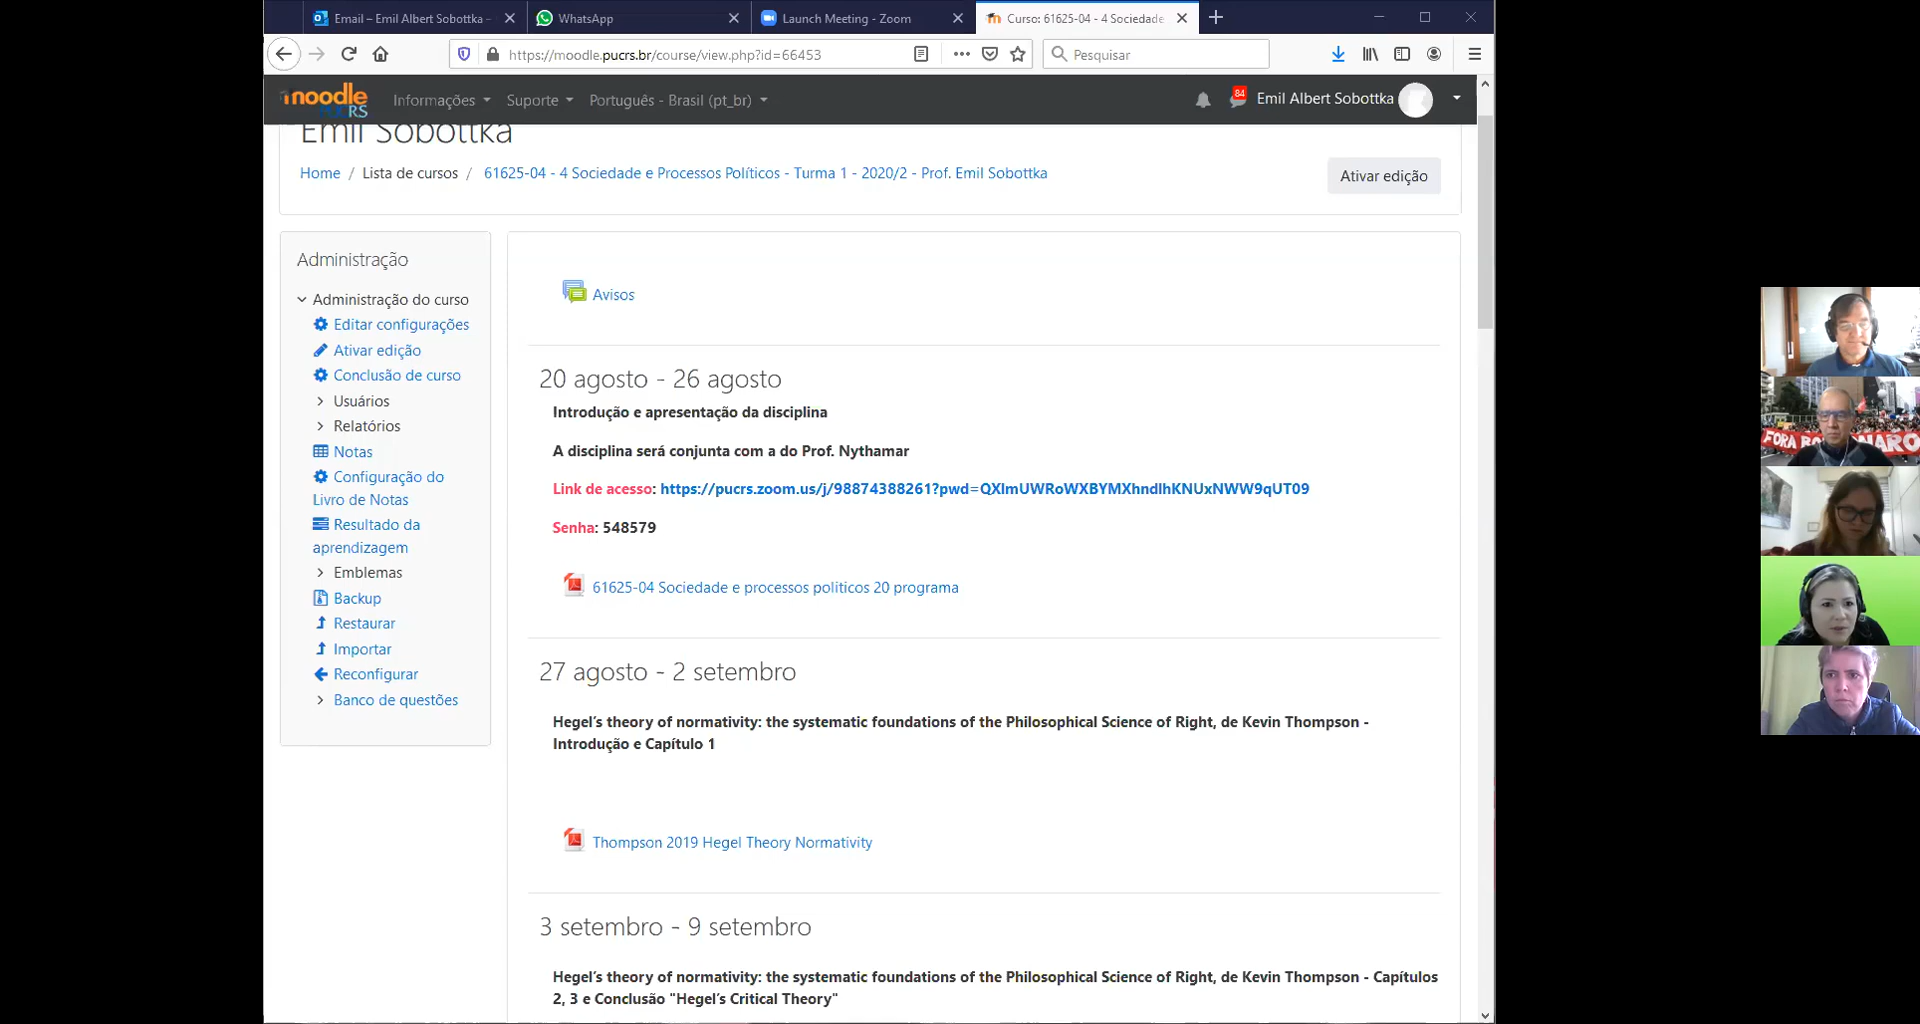 Email – Emil Albert Sobottka –
WhatsApp
Launch Meeting - Zoom
Curso: 61625-04 - 4 Sociedade
https://moodle.pucrs.br/course/view.php?id=66453
Pesquisar
moodle
PUCRS
Informações
Suporte
Português - Brasil (pt_br)
84
Emil Albert Sobottka
Emil Sobottka
Home / Lista de cursos / 61625-04 - 4 Sociedade e Processos Políticos - Turma 1 - 2020/2 - Prof. Emil Sobottka
Ativar edição
Administração
Administração do curso
Editar configurações
Ativar edição
Conclusão de curso
Usuários
Relatórios
Notas
Configuração do
Livro de Notas
Resultado da
aprendizagem
Emblemas
Backup
Restaurar
Importar
Reconfigurar
Banco de questões
Avisos
20 agosto - 26 agosto
Introdução e apresentação da disciplina
A disciplina será conjunta com a do Prof. Nythamar
Link de acesso: https://pucrs.zoom.us/j/98874388261?pwd=QXlmUWRoWXBYMXhndlhKNUxNWW9qUT09
Senha: 548579
61625-04 Sociedade e processos politicos 20 programa
27 agosto - 2 setembro
Hegel's theory of normativity: the systematic foundations of the Philosophical Science of Right, de Kevin Thompson -
Introdução e Capítulo 1
Thompson 2019 Hegel Theory Normativity
3 setembro - 9 setembro
Hegel's theory of normativity: the systematic foundations of the Philosophical Science of Right, de Kevin Thompson - Capítulos
2, 3 e Conclusão "Hegel's Critical Theory"
FORA BO NARO